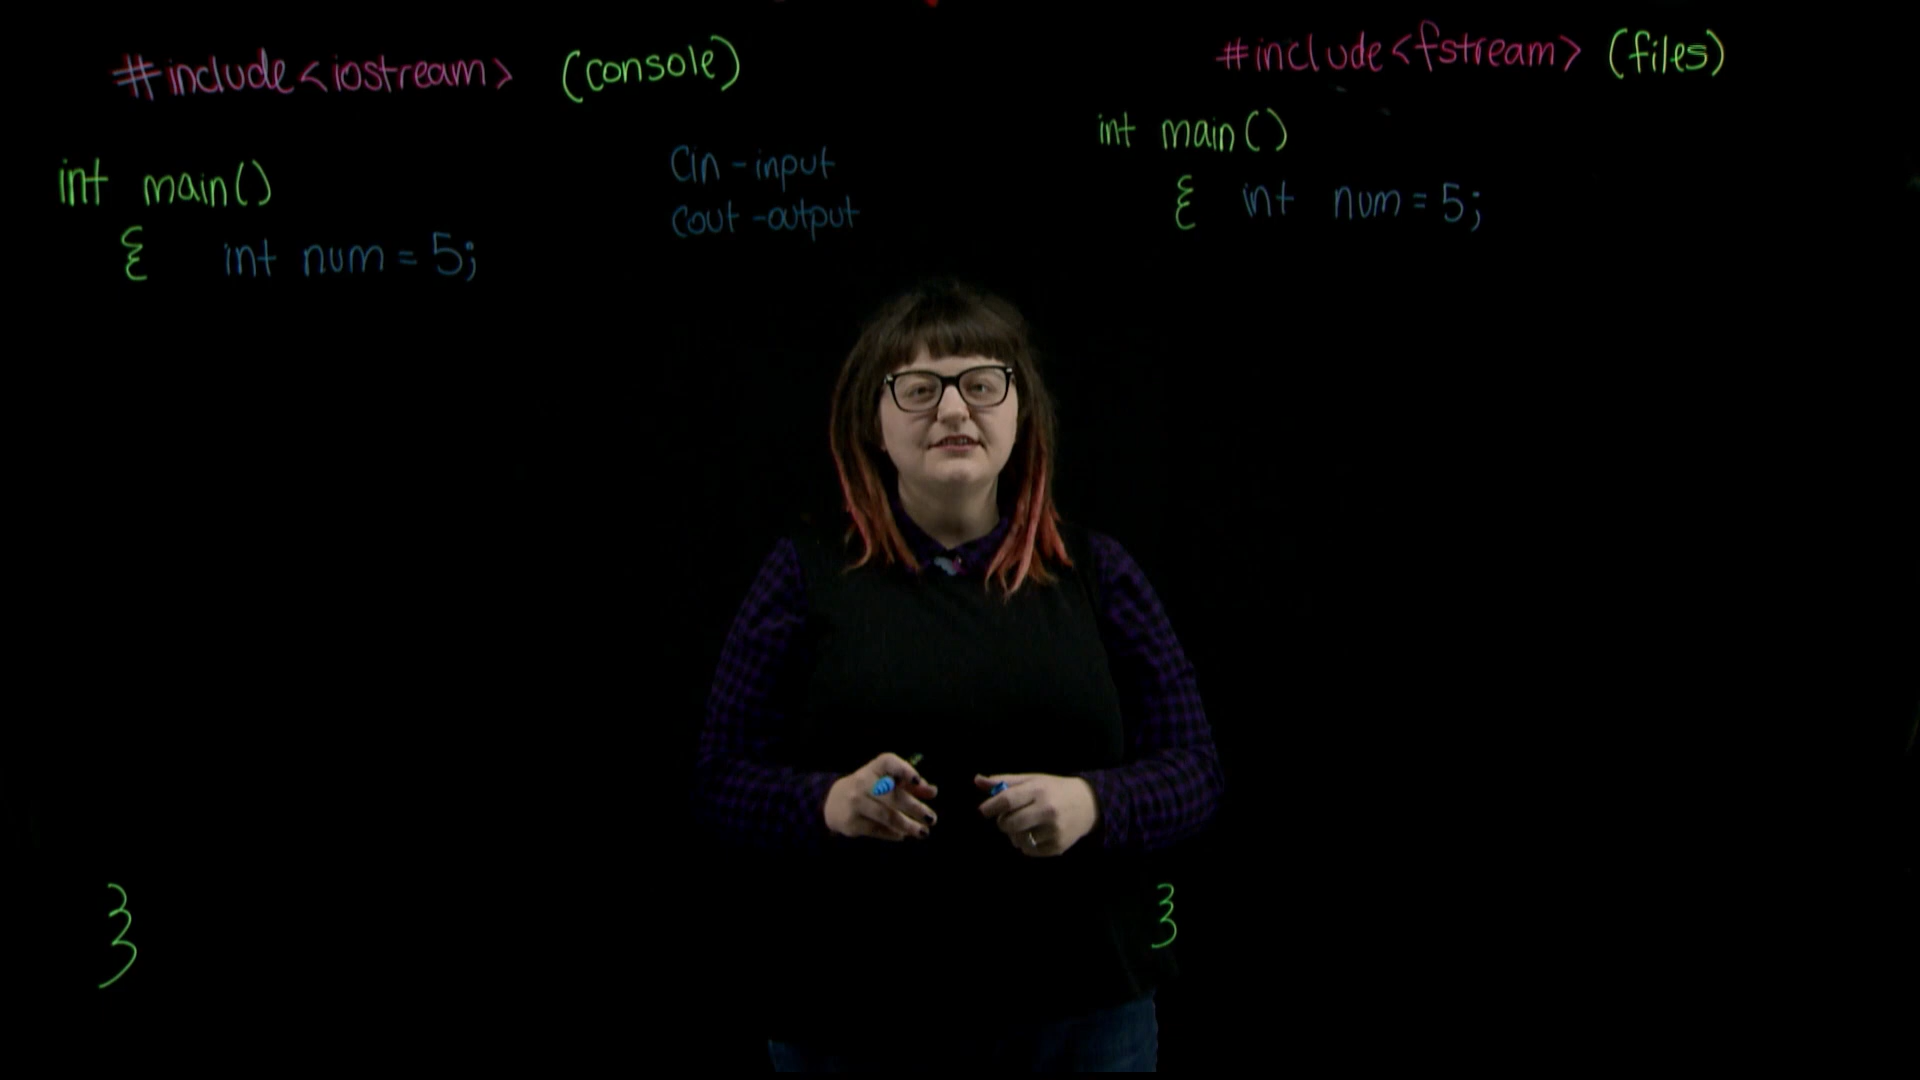 #include <iostream> (console)
int main()
{ int num = 5;
}
cin - input
cout - output
#include <fstream> (files)
int main()
{ int num = 5;
}